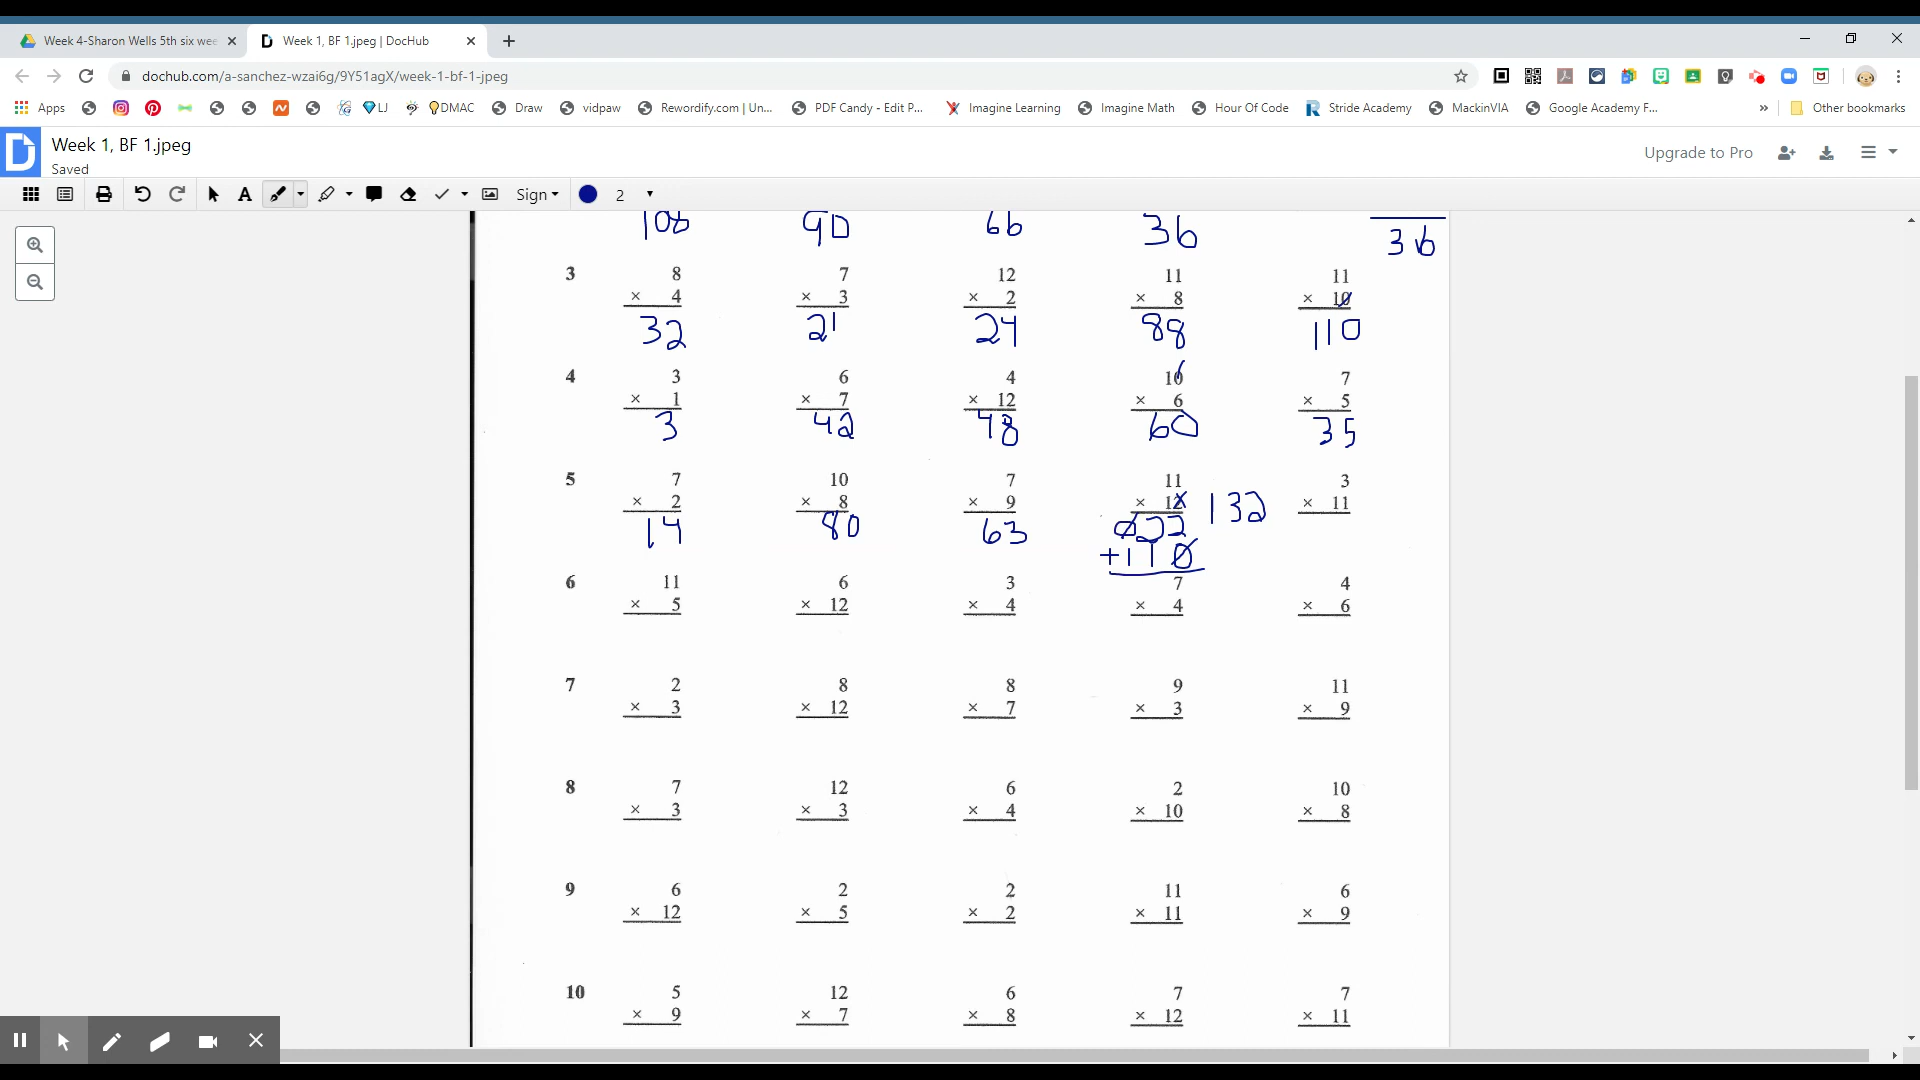 Week 4-Sharon Wells 5th six wee
Week 1, BF 1.jpeg | DocHub
dochub.com/a-sanchez-wzai6g/9Y51agX/week-1-bf-1-jpeg
Apps LJ DMAC Draw vidpaw Rewordify.com | Un... PDF Candy - Edit P... Imagine Learning Imagine Math Hour Of Code Stride Academy MackinVIA Google Academy F... » Other bookmarks
Week 1, BF 1.jpeg
Saved
Upgrade to Pro
A Sign 2
108 90 66 36 36
3 8 7 12 11 11
× 4 × 3 × 2 × 8 × 10
32 21 24 88 110
4 3 6 4 10 7
× 1 × 7 × 12 × 6 × 5
3 42 48 60 35
5 7 10 7 11 3
× 2 × 8 × 9 × 12 132 × 11
14 80 63 022
+110
6 11 6 3 7 4
× 5 × 12 × 4 × 4 × 6
7 2 8 8 9 11
× 3 × 12 × 7 × 3 × 9
8 7 12 6 2 10
× 3 × 3 × 4 × 10 × 8
9 6 2 2 11 6
× 12 × 5 × 2 × 11 × 9
10 5 12 6 7 7
× 9 × 7 × 8 × 12 × 11